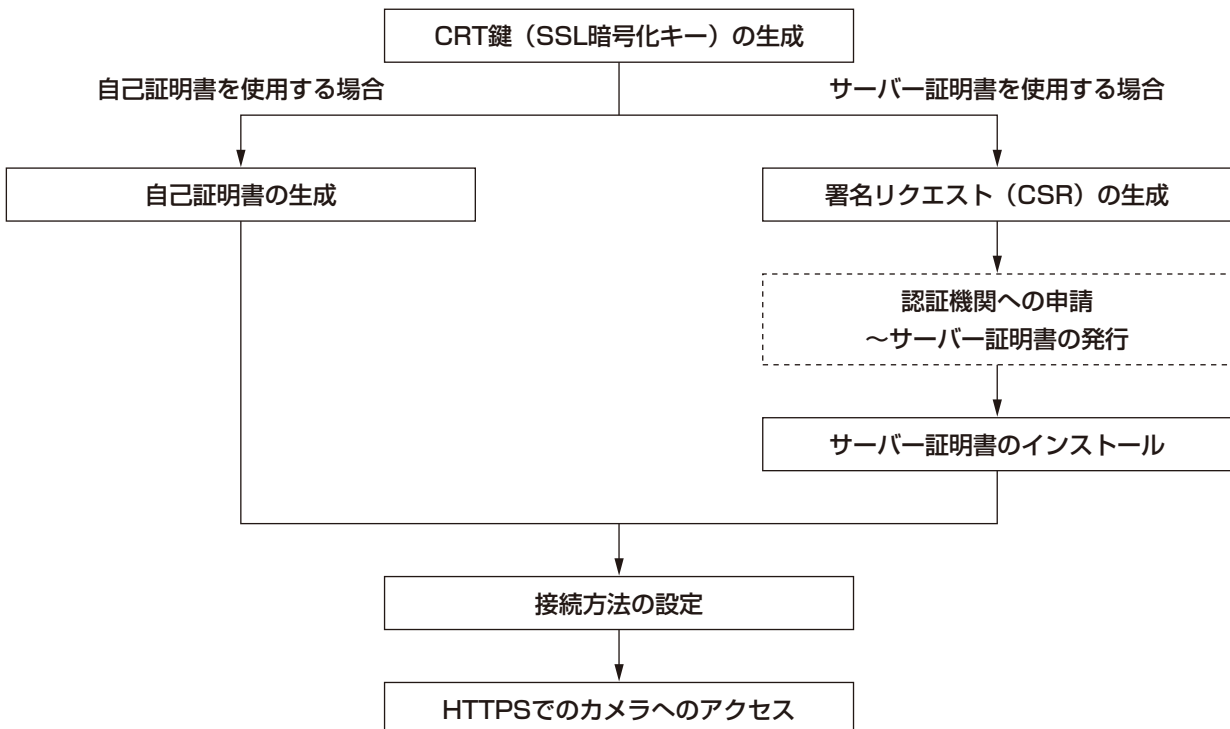 CRT鍵（SSL暗号化キー）の生成
自己証明書を使用する場合
サーバー証明書を使用する場合
自己証明書の生成
署名リクエスト（CSR）の生成
認証機関への申請
～サーバー証明書の発行
サーバー証明書のインストール
接続方法の設定
HTTPSでのカメラへのアクセス